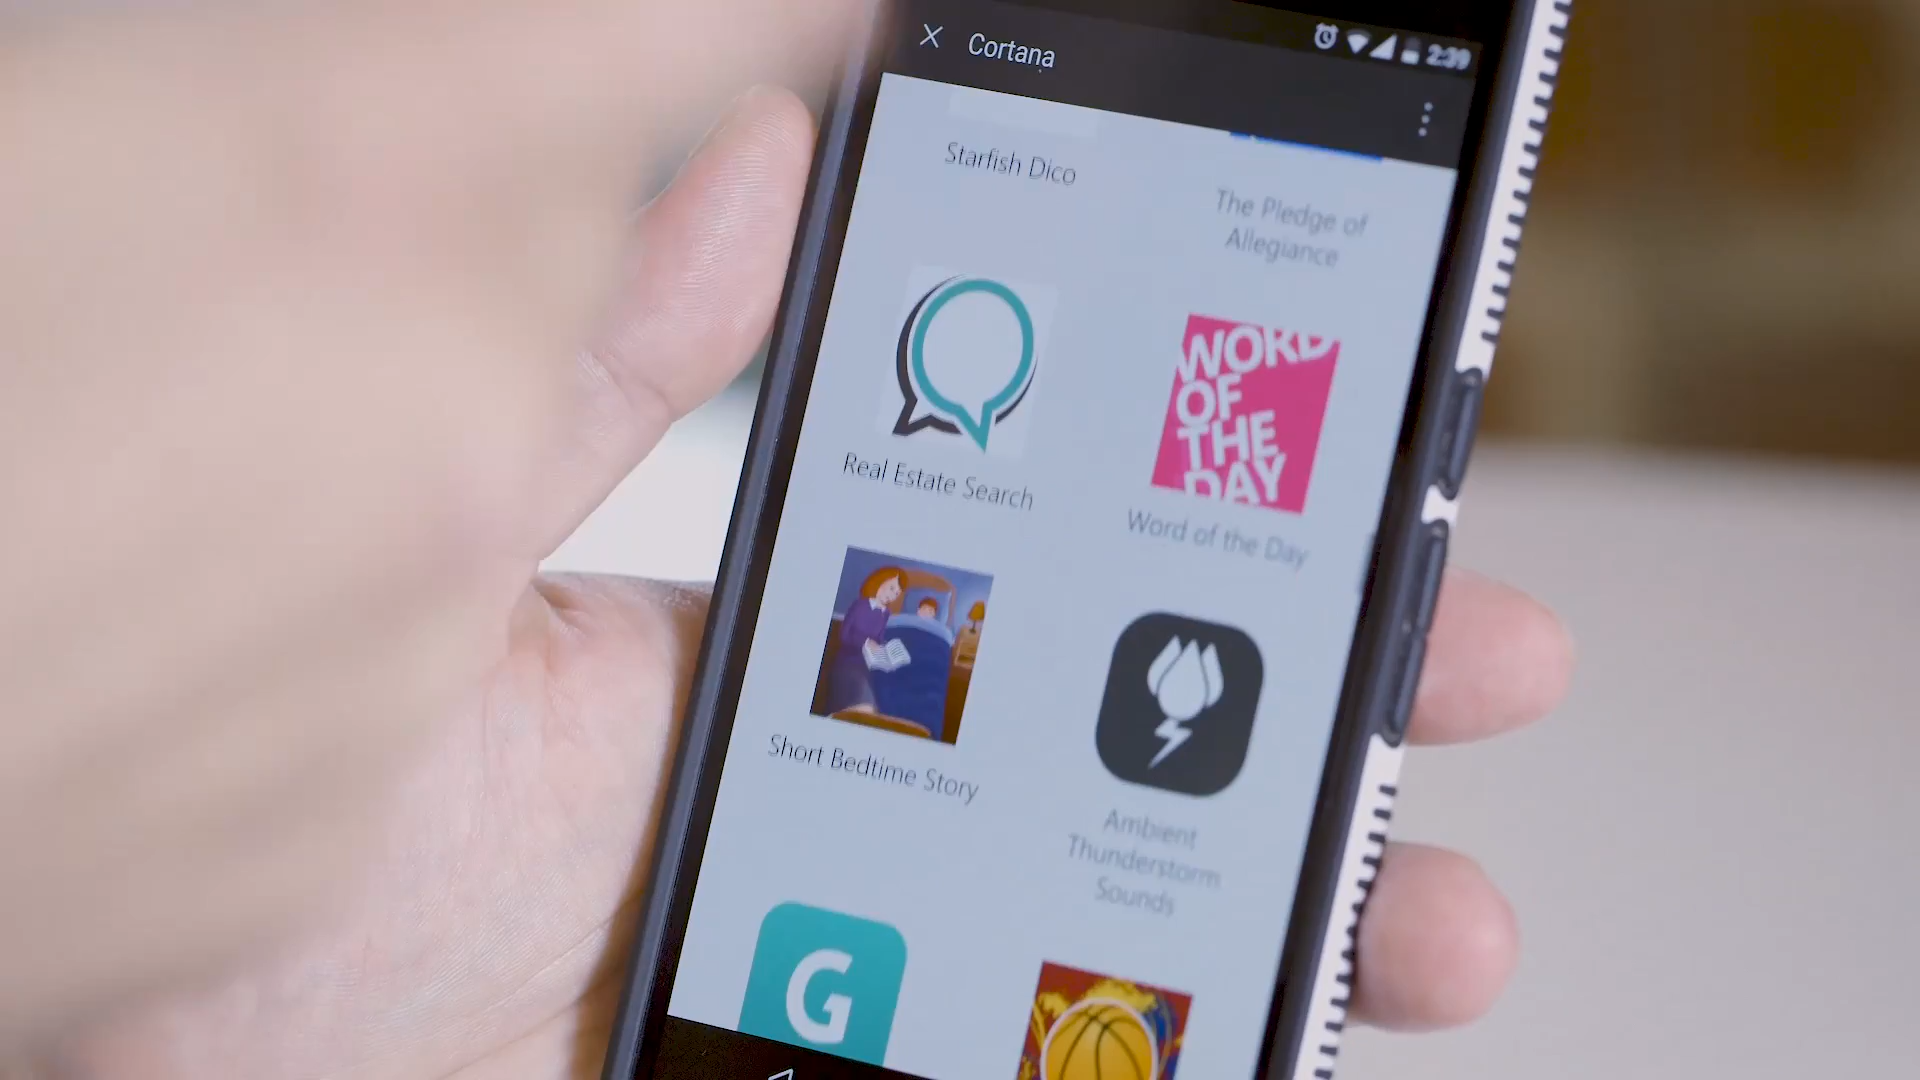 Cortana
2:39
Starfish Dico
The Pledge of
Allegiance
WORD
OF
THE
DAY
Real Estate Search
Word of the Day
Short Bedtime Story
Ambient
Thunderstorm
Sounds
G